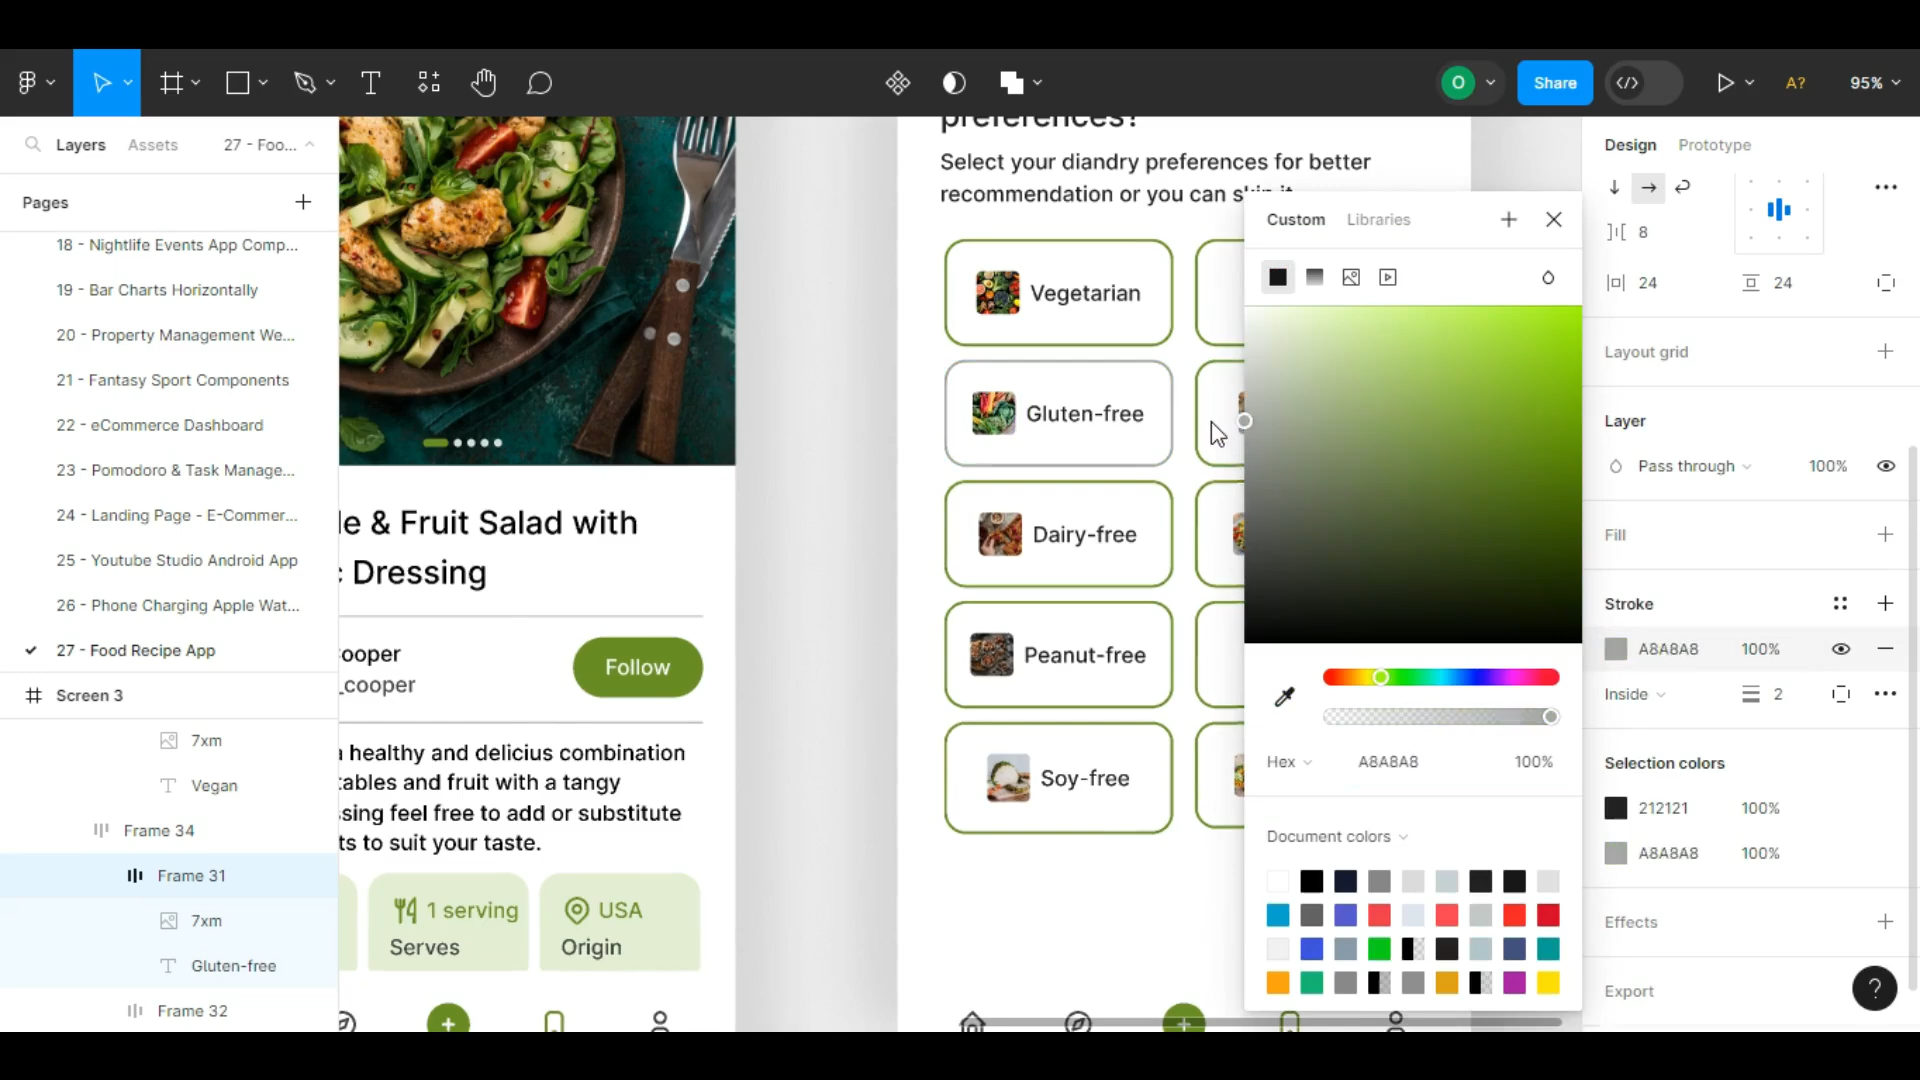 O
Share
A?
95%
Layers
Assets
27 - Foo...
Pages
18 - Nightlife Events App Comp...
19 - Bar Charts Horizontally
20 - Property Management We...
21 - Fantasy Sport Components
22 - eCommerce Dashboard
23 - Pomodoro & Task Manage...
24 - Landing Page - E-Commer...
25 - Youtube Studio Android App
26 - Phone Charging Apple Wat...
27 - Food Recipe App
Screen 3
7xm
Vegan
Frame 34
Frame 31
7xm
Gluten-free
Frame 32
le & Fruit Salad with
c Dressing
ooper
_cooper
Follow
a healthy and delicius combination
tables and fruit with a tangy
ssing feel free to add or substitute
ts to suit your taste.
1 serving
Serves
USA
Origin
preferences?
Select your diandry preferences for better
recommendation or you can skip it
Vegetarian
Gluten-free
Dairy-free
Peanut-free
Soy-free
Custom
Libraries
Hex
A8A8A8
100%
Document colors
Design
Prototype
8
24
24
Layout grid
Layer
Pass through
100%
Fill
Stroke
A8A8A8
100%
Inside
2
Selection colors
212121
100%
A8A8A8
100%
Effects
Export
?